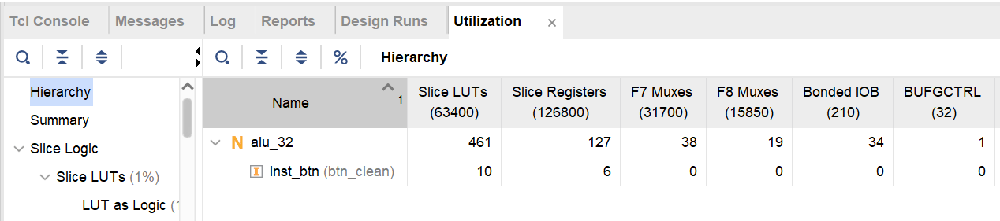 Tcl Console Messages Log Reports Design Runs Utilization ×
% Hierarchy
Hierarchy
Summary
Slice Logic
Slice LUTs (1%)
LUT as Logic (
Name 1 Slice LUTs (63400) Slice Registers (126800) F7 Muxes (31700) F8 Muxes (15850) Bonded IOB (210) BUFGCTRL (32)
N alu_32 461 127 38 19 34 1
I inst_btn (btn_clean) 10 6 0 0 0 0